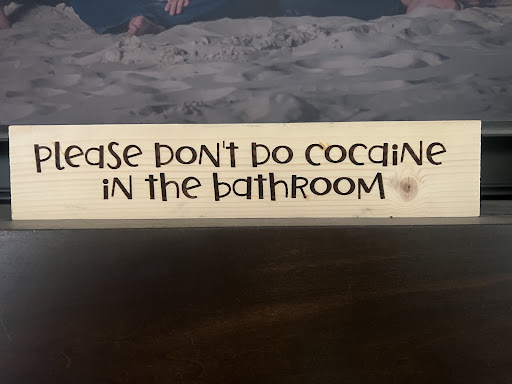 please DON't DO cocaine
in the bathroom